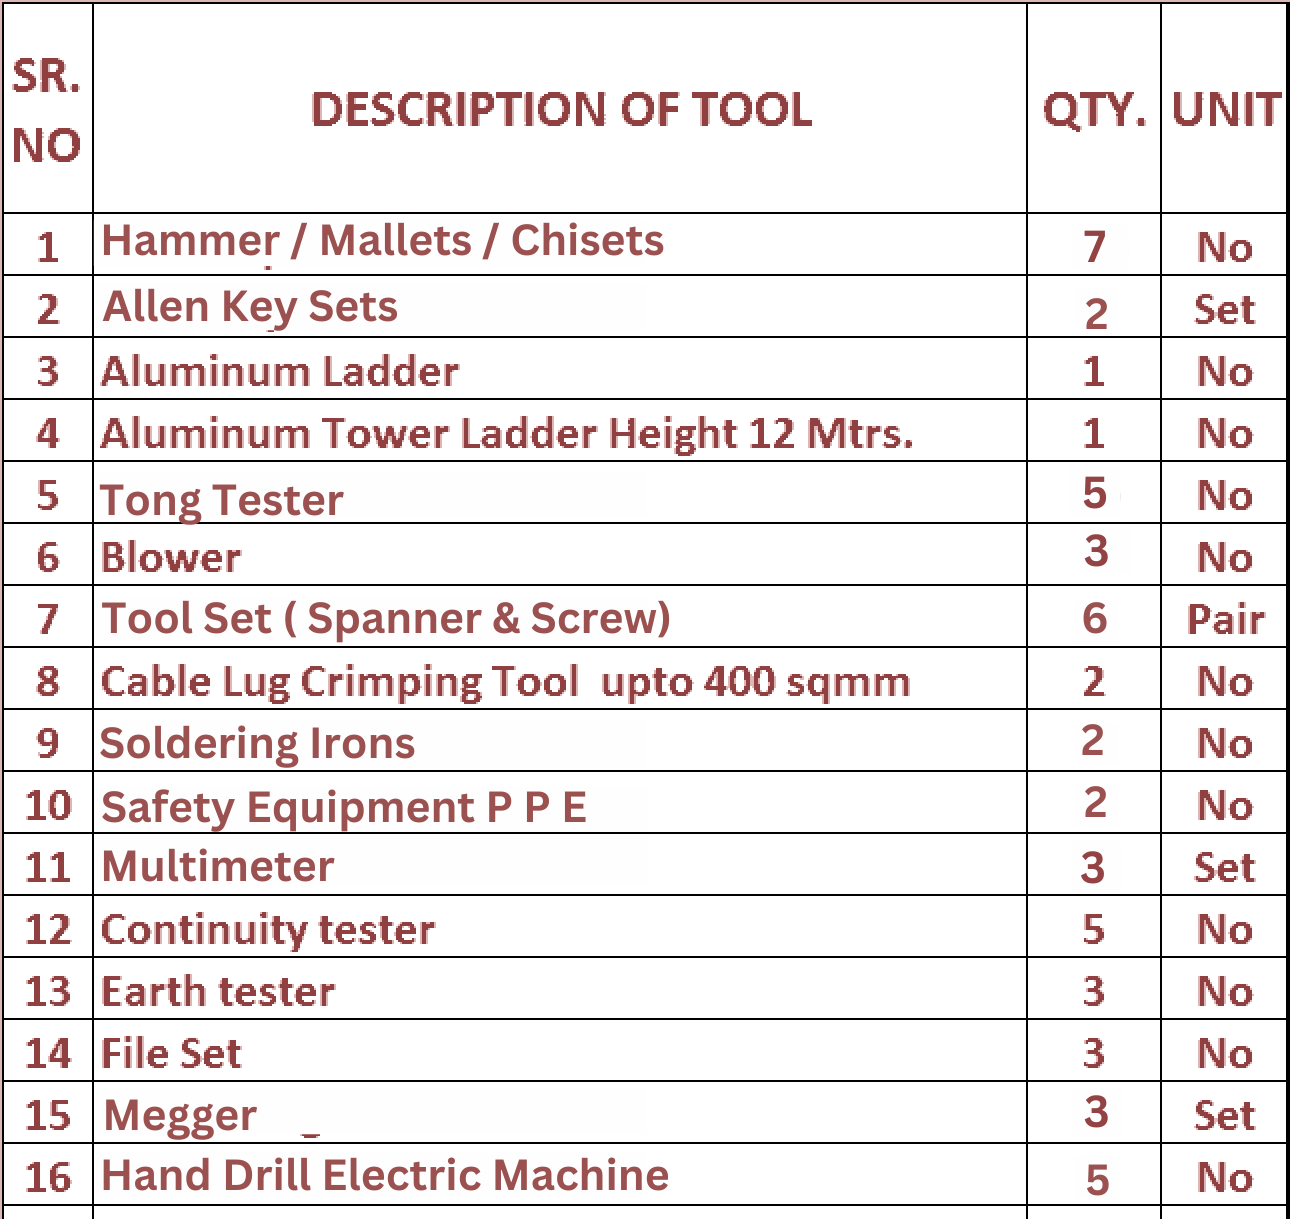 SR. NO DESCRIPTION OF TOOL QTY. UNIT
1 Hammer / Mallets / Chisets 7 No
2 Allen Key Sets 2 Set
3 Aluminum Ladder 1 No
4 Aluminum Tower Ladder Height 12 Mtrs. 1 No
5 Tong Tester 5 No
6 Blower 3 No
7 Tool Set ( Spanner & Screw) 6 Pair
8 Cable Lug Crimping Tool upto 400 sqmm 2 No
9 Soldering Irons 2 No
10 Safety Equipment P P E 2 No
11 Multimeter 3 Set
12 Continuity tester 5 No
13 Earth tester 3 No
14 File Set 3 No
15 Megger 3 Set
16 Hand Drill Electric Machine 5 No